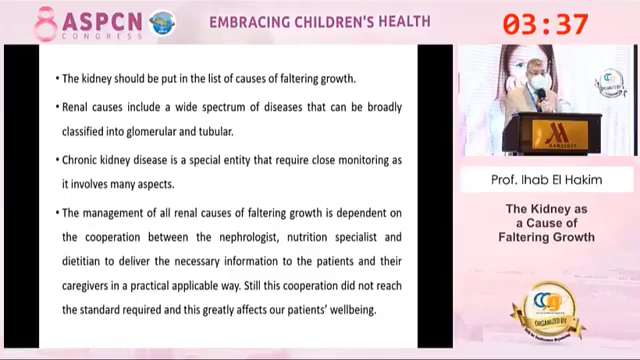 8 ASPCN
CONGRESS
EMBRACING CHILDREN'S HEALTH
03:37
• The kidney should be put in the list of causes of faltering growth.
• Renal causes include a wide spectrum of diseases that can be broadly
classified into glomerular and tubular.
• Chronic kidney disease is a special entity that require close monitoring as
it involves many aspects.
• The management of all renal causes of faltering growth is dependent on
the cooperation between the nephrologist, nutrition specialist and
dietitian to deliver the necessary information to the patients and their
caregivers in a practical applicable way. Still this cooperation did not reach
the standard required and this greatly affects our patients' wellbeing.
Marriott
Prof. Ihab El Hakim
The Kidney as
a Cause of
Faltering Growth
ORGANIZED BY